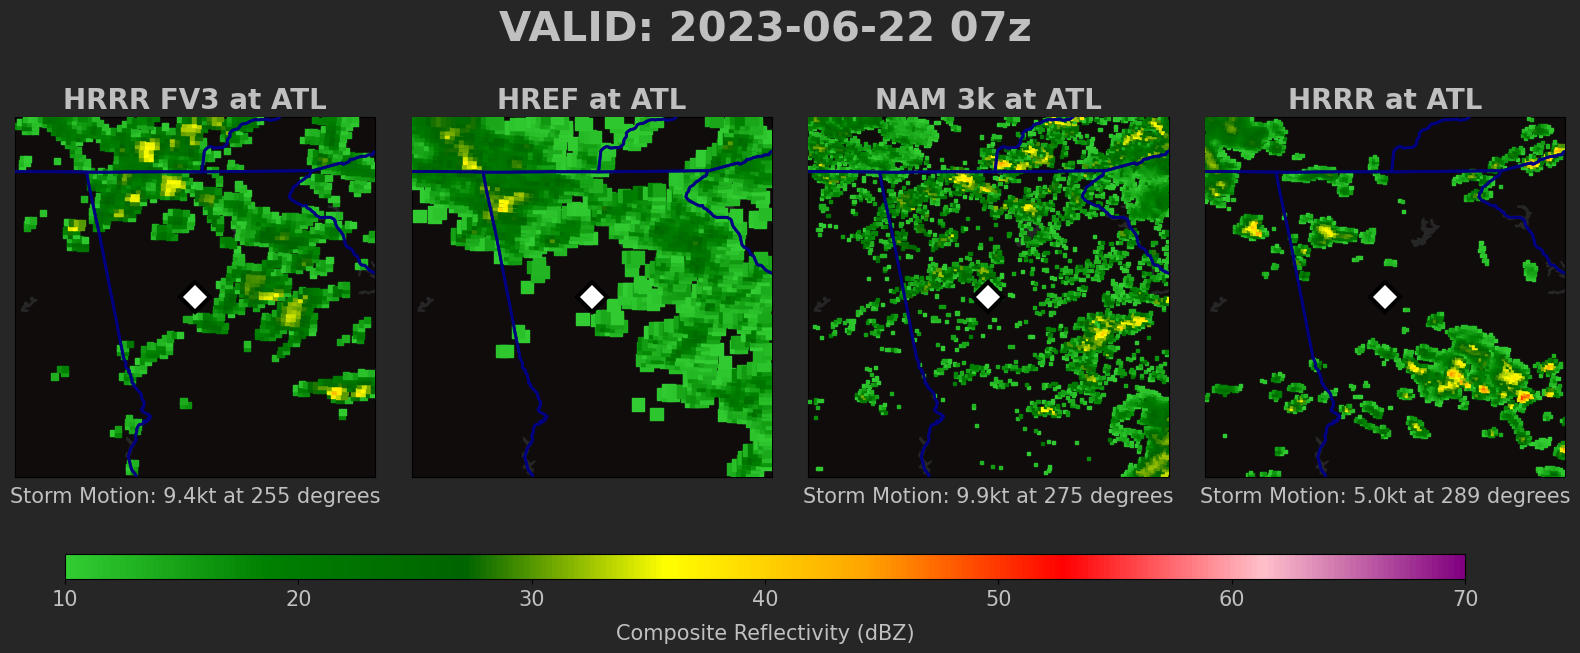 VALID: 2023-06-22 07z
HRRR FV3 at ATL
HREF at ATL
NAM 3k at ATL
HRRR at ATL
Storm Motion: 9.4kt at 255 degrees
Storm Motion: 9.9kt at 275 degrees
Storm Motion: 5.0kt at 289 degrees
10 20 30 40 50 60 70
Composite Reflectivity (dBZ)